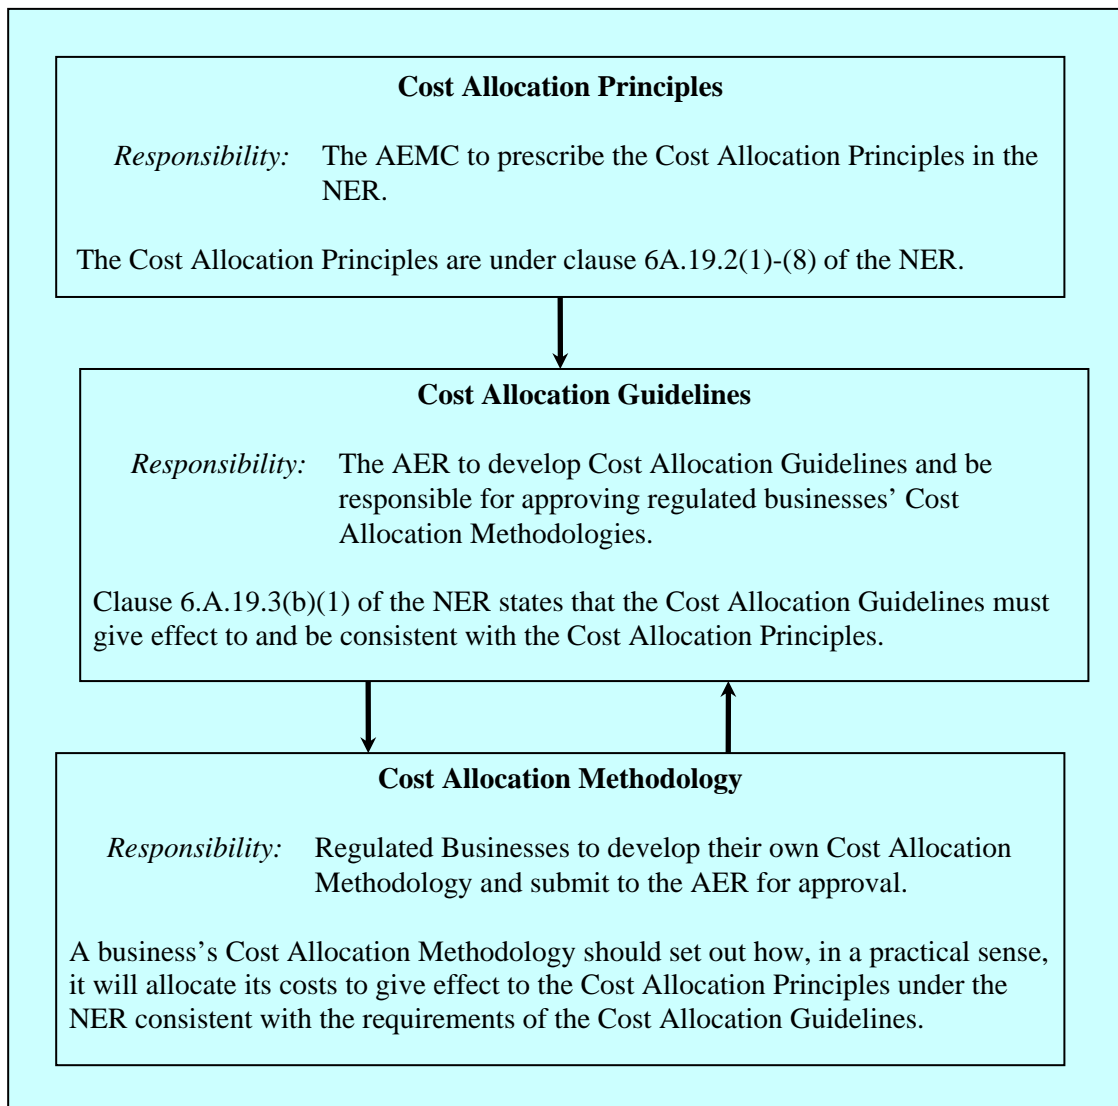 Cost Allocation Principles
Responsibility: The AEMC to prescribe the Cost Allocation Principles in the
NER.
The Cost Allocation Principles are under clause 6A.19.2(1)-(8) of the NER.
Cost Allocation Guidelines
Responsibility: The AER to develop Cost Allocation Guidelines and be
responsible for approving regulated businesses’ Cost
Allocation Methodologies.
Clause 6.A.19.3(b)(1) of the NER states that the Cost Allocation Guidelines must
give effect to and be consistent with the Cost Allocation Principles.
Cost Allocation Methodology
Responsibility: Regulated Businesses to develop their own Cost Allocation
Methodology and submit to the AER for approval.
A business’s Cost Allocation Methodology should set out how, in a practical sense,
it will allocate its costs to give effect to the Cost Allocation Principles under the
NER consistent with the requirements of the Cost Allocation Guidelines.